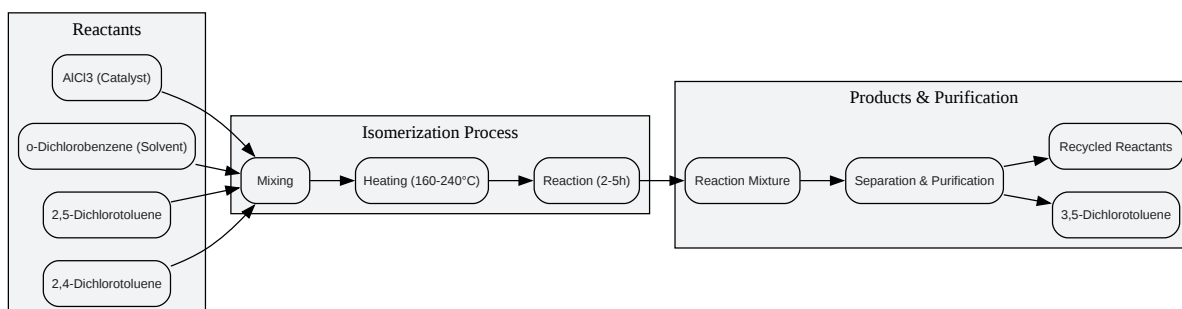 Reactants
AlCl3 (Catalyst)
o-Dichlorobenzene (Solvent)
2,5-Dichlorotoluene
2,4-Dichlorotoluene
Isomerization Process
Mixing
Heating (160-240°C)
Reaction (2-5h)
Products & Purification
Reaction Mixture
Separation & Purification
Recycled Reactants
3,5-Dichlorotoluene